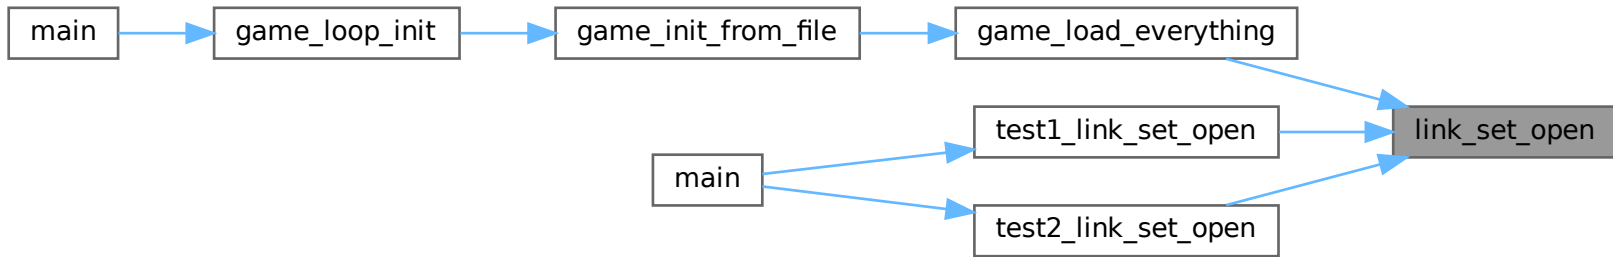 main
game_loop_init
game_init_from_file
game_load_everything
test1_link_set_open
link_set_open
main
test2_link_set_open